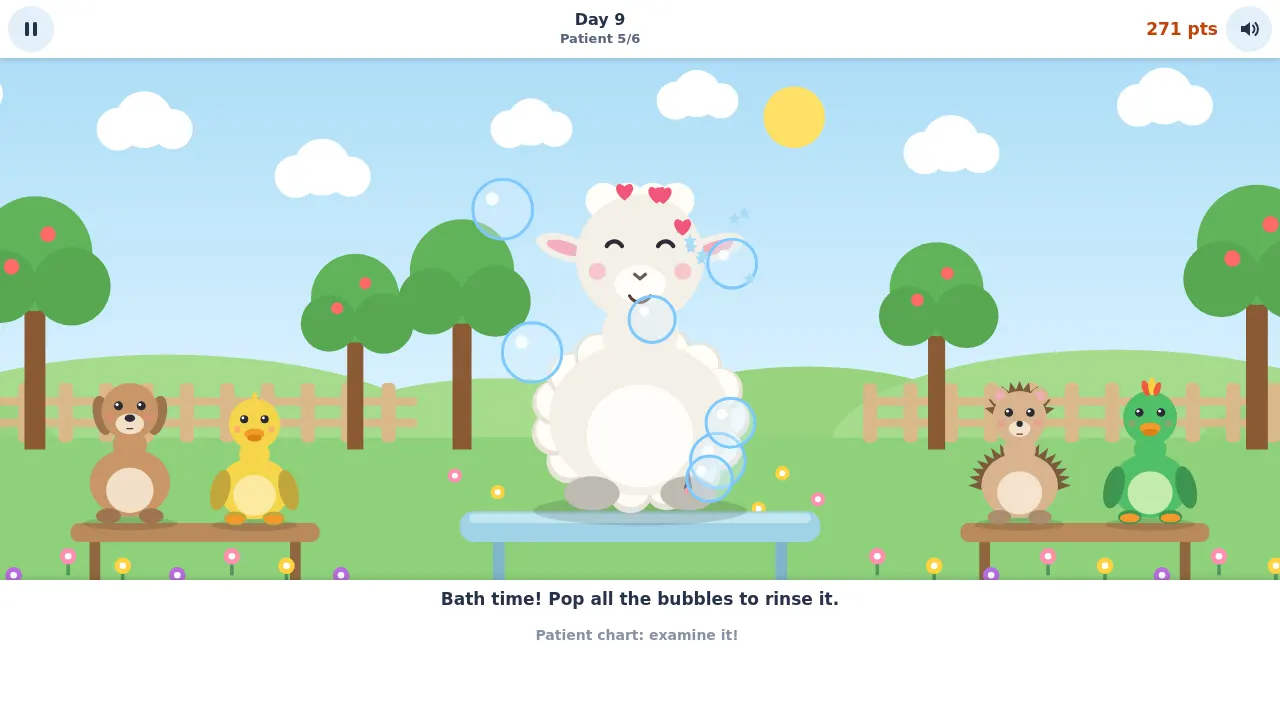 Day 9
Patient 5/6
271 pts
Bath time! Pop all the bubbles to rinse it.
Patient chart: examine it!